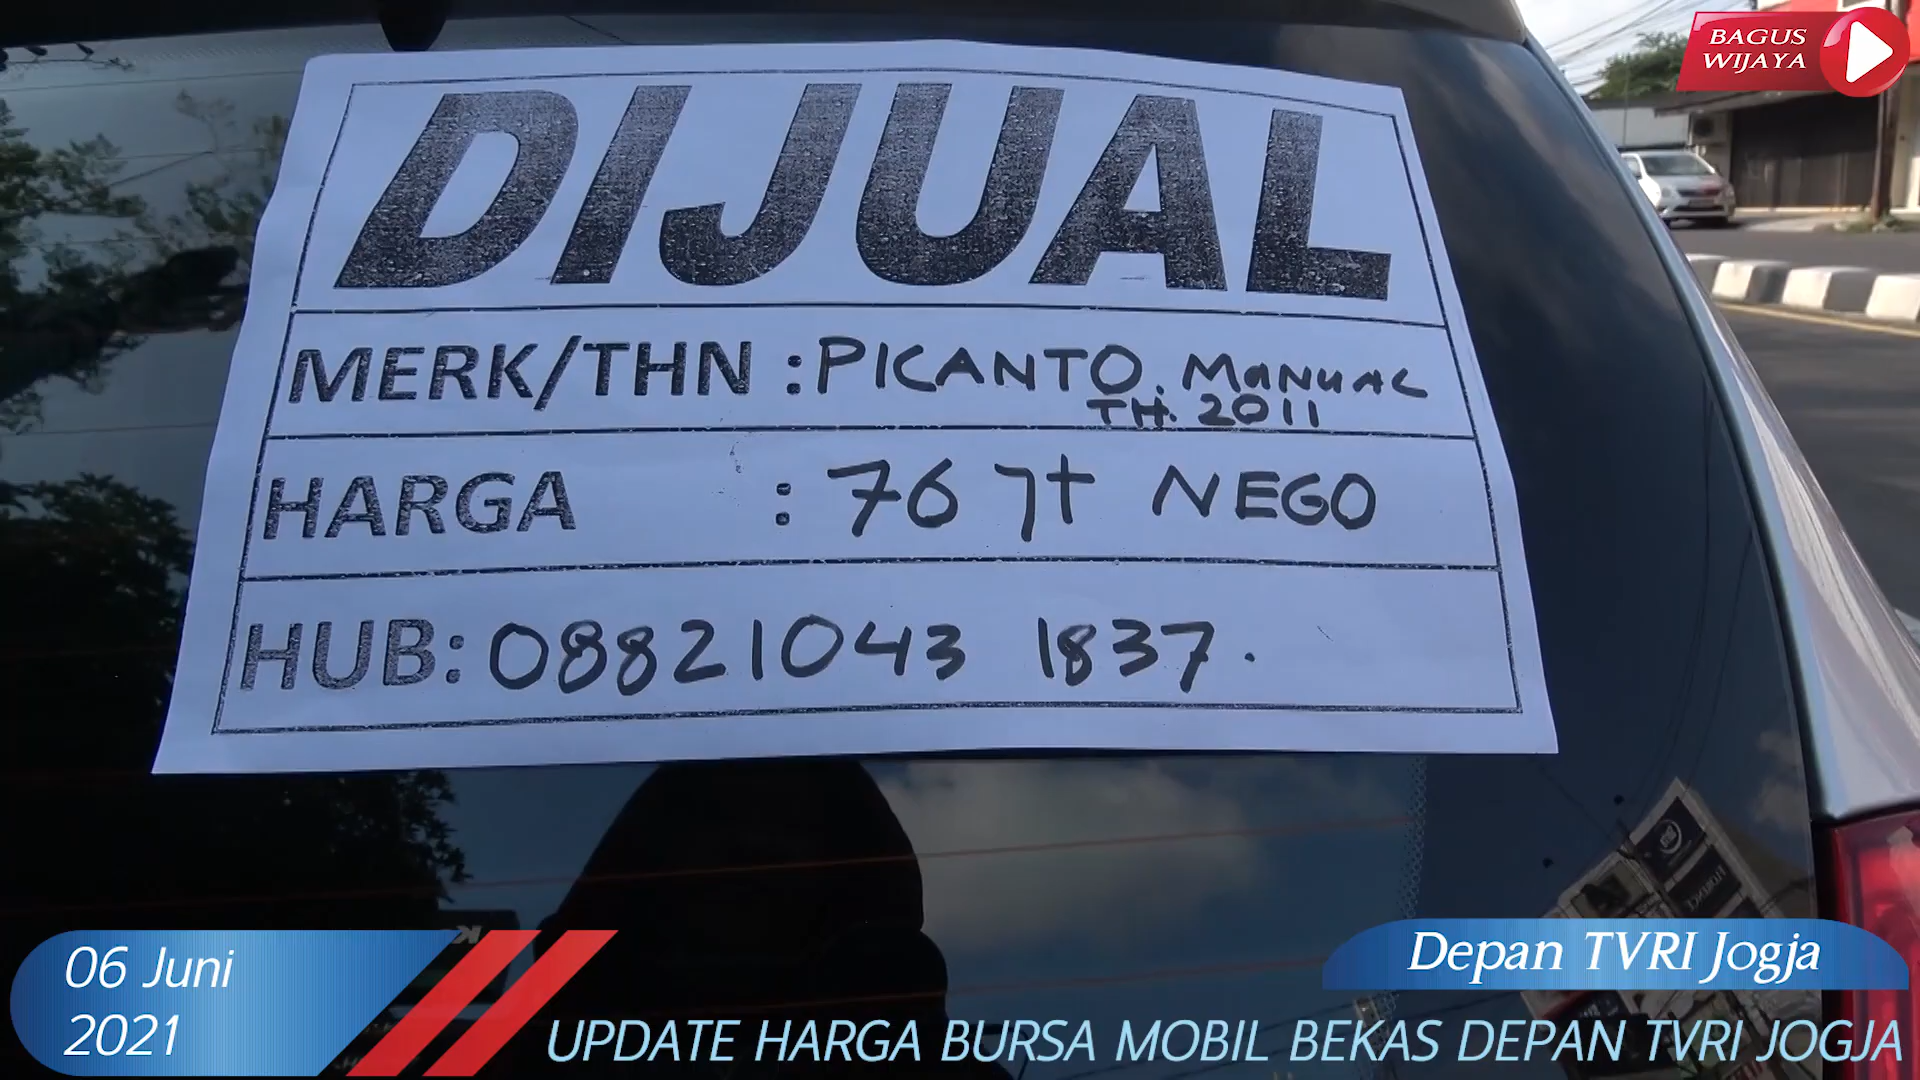 BAGUS
WIJAYA
DIJUAL
MERK/THN : PICANTO. MANUAL
TH. 2011
HARGA : 76 Jt NEGO
HUB: 08821043 1837.
06 Juni
2021
Depan TVRI Jogja
UPDATE HARGA BURSA MOBIL BEKAS DEPAN TVRI JOGJA